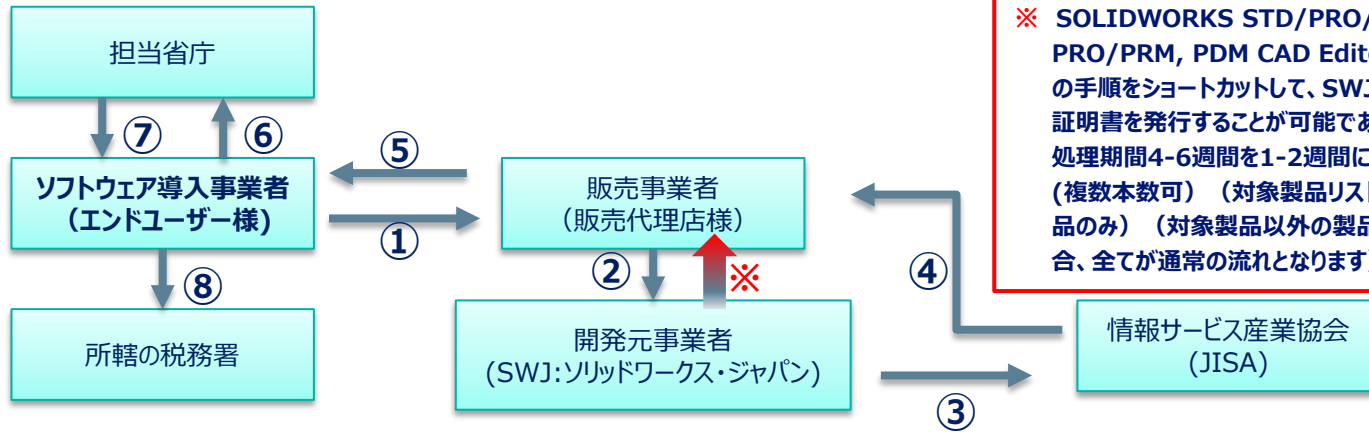 担当省庁
⑦
⑥
ソフトウェア導入事業者
(エンドユーザー様)
⑤
①
販売事業者
(販売代理店様)
②
※
④
⑧
所轄の税務署
開発元事業者
(SWJ:ソリッドワークス・ジャパン)
③
情報サービス産業協会
(JISA)
※ SOLIDWORKS STD/PRO/
PRO/PRM, PDM CAD Edit
の手順をショートカットして、SWJ
証明書を発行することが可能であ
処理期間4-6週間を1-2週間に
(複数本数可) (対象製品リスト
品のみ) (対象製品以外の製品
合、全てが通常の流れとなります